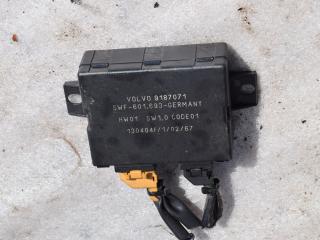 VOLVO 9187071
SWF-601.693-GERMANY
HW01 SW1.0 CODE01
130404F/1/02/67